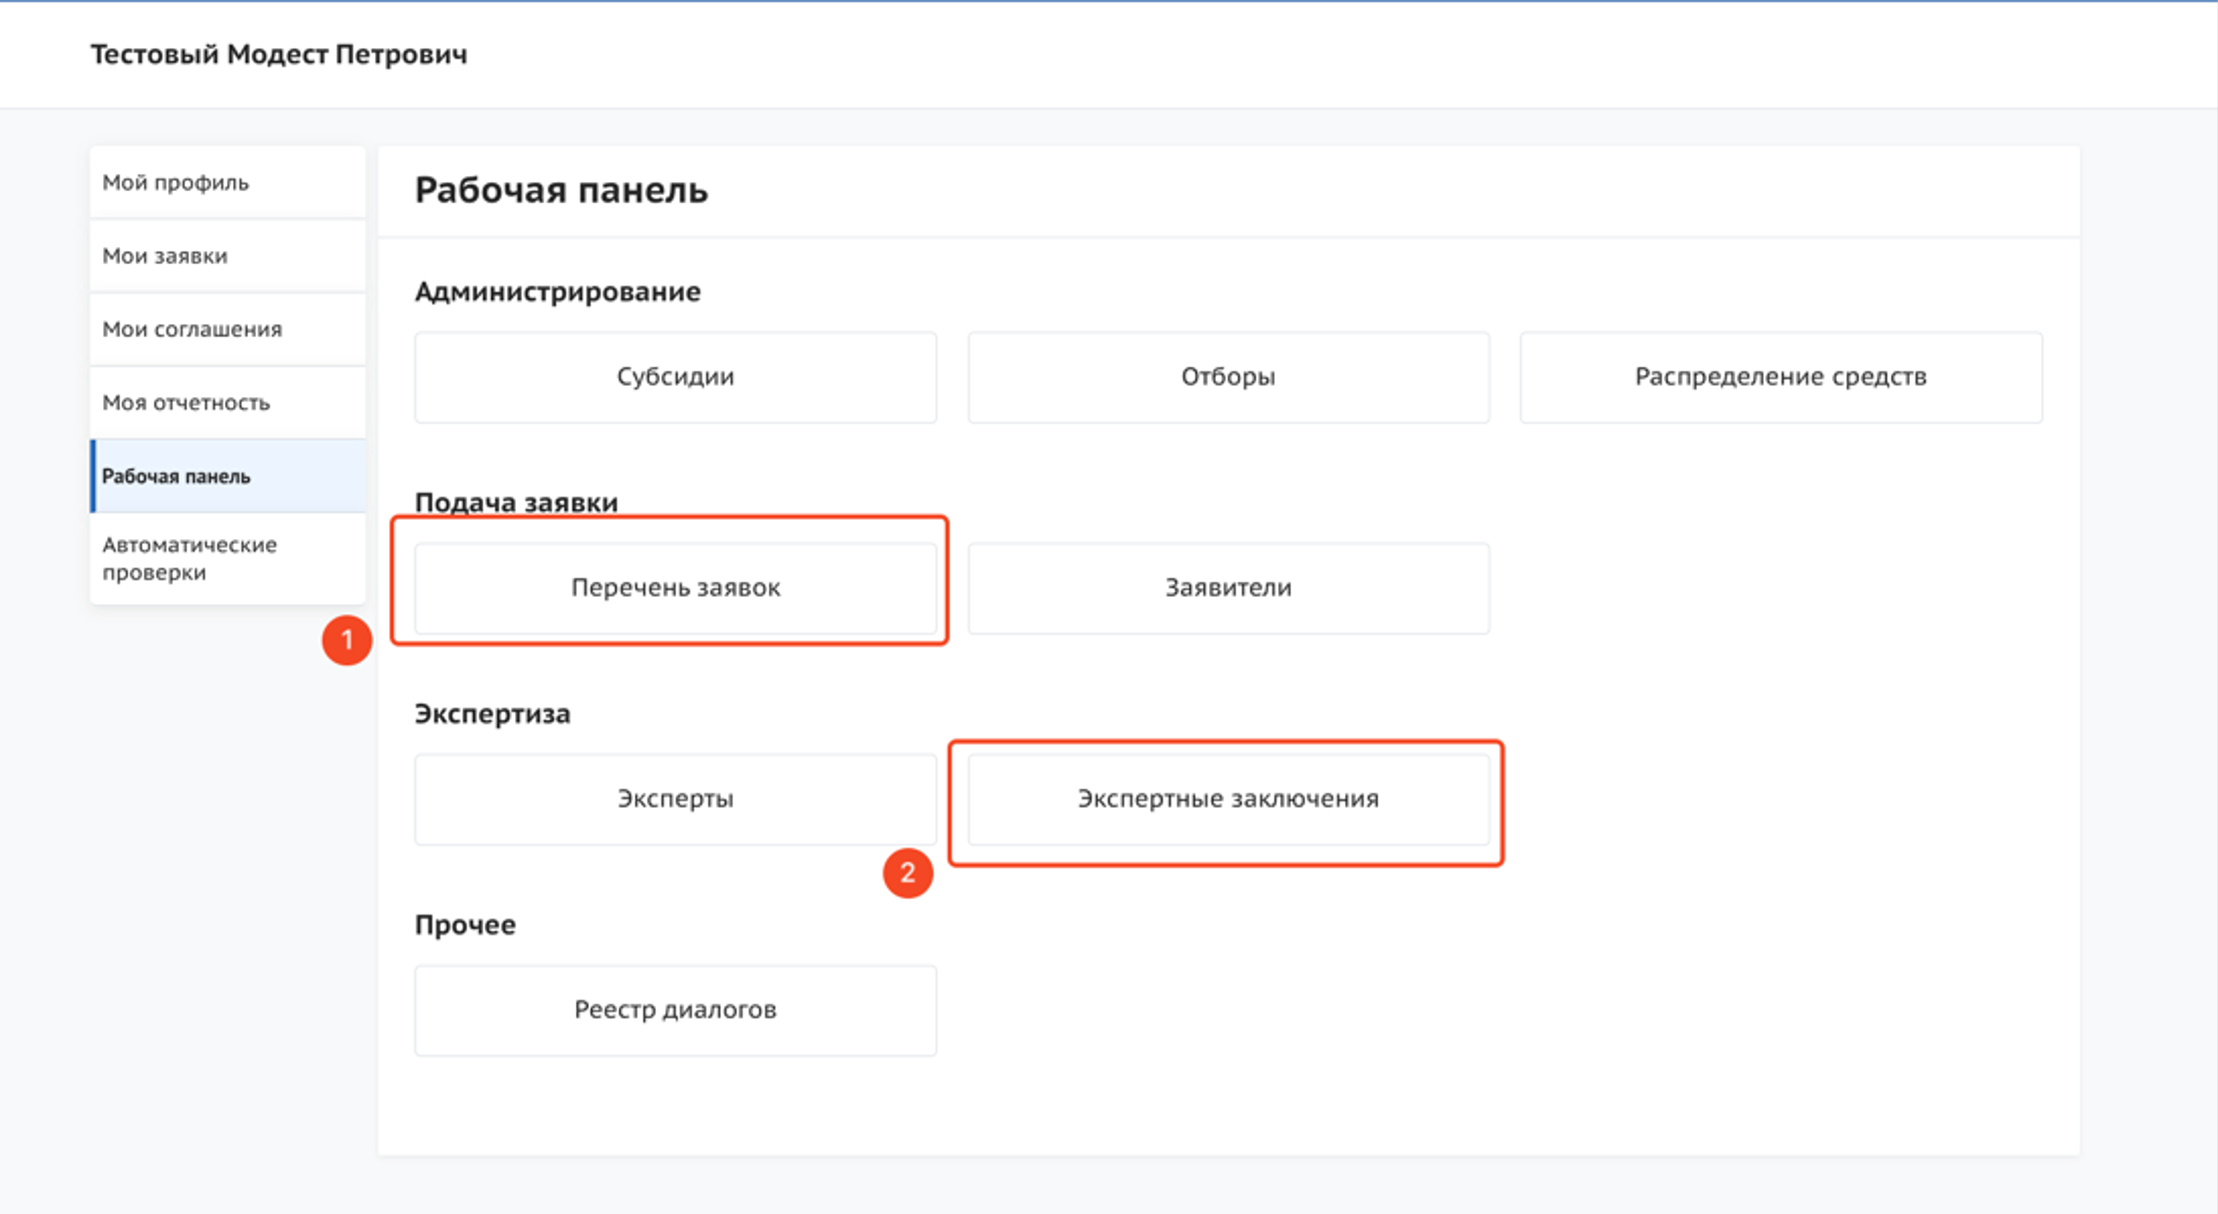 Тестовый Модест Петрович
Мой профиль
Мои заявки
Мои соглашения
Моя отчетность
Рабочая панель
Автоматические
проверки
1
Рабочая панель
Администрирование
Субсидии
Отборы
Распределение средств
Подача заявки
Перечень заявок
Заявители
Экспертиза
Эксперты
Экспертные заключения
2
Прочее
Реестр диалогов